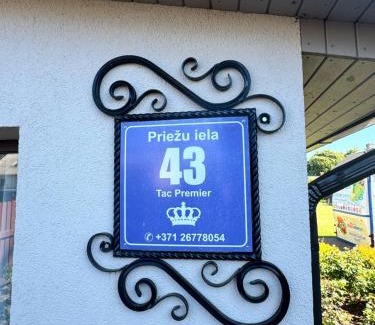 Priežu iela
43
Tac Premier
✆ +371 26778054